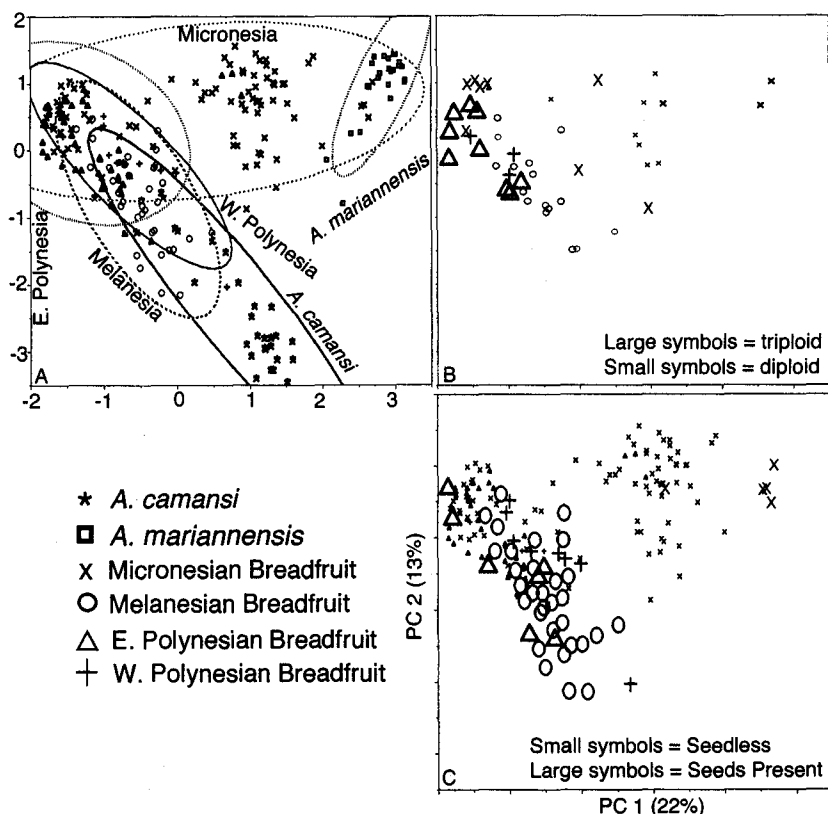 2
1
0
-1
-2
-3
-2
-1
0
1
2
3
Micronesia
A. mariannensis
W. Polynesia
A. camansi
Melanesia
E. Polynesia
A
Large symbols = triploid
Small symbols = diploid
B
A. camansi
A. mariannensis
Micronesian Breadfruit
Melanesian Breadfruit
E. Polynesian Breadfruit
W. Polynesian Breadfruit
PC 2 (13%)
Small symbols = Seedless
Large symbols = Seeds Present
C
PC 1 (22%)